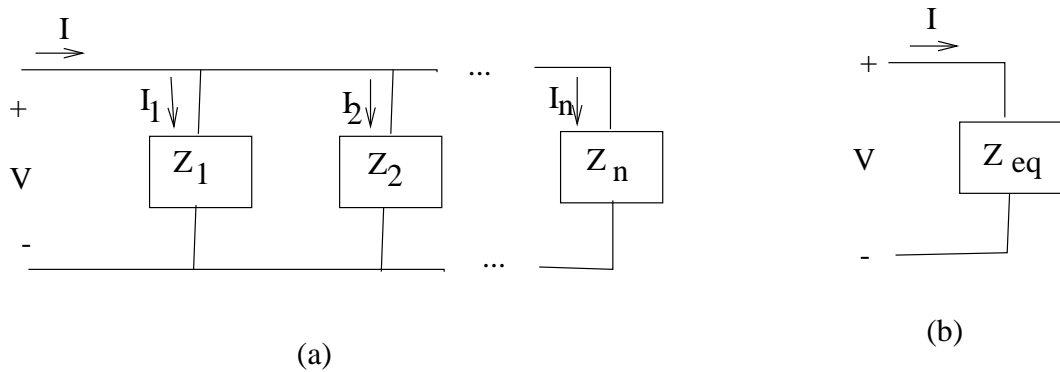 I
+
V
-
I1
I2
In
...
Z1
Z2
Zn
...
(a)
I
+
V
-
Zeq
(b)